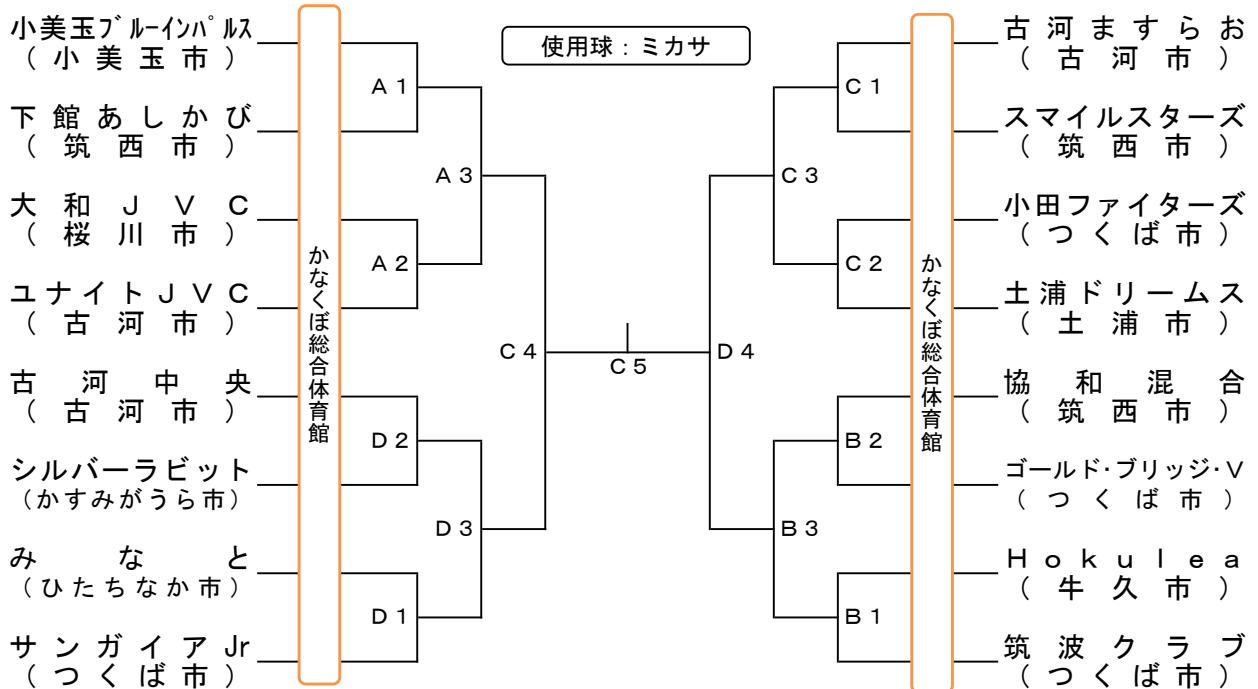 小美玉ブルーインパルス
(小美玉市)
下館あしかび
(筑西市)
大和JVC
(桜川市)
ユナイトJVC
(古河市)
古河中央
(古河市)
シルバーラビット
(かすみがうら市)
みなと
(ひたちなか市)
サンガイアJr
(つくば市)
かなくぼ総合体育館
A1
A2
D2
D1
A3
D3
C4
使用球:ミカサ
C5
D4
C3
B3
C1
C2
B2
B1
かなくぼ総合体育館
古河ますらお
(古河市)
スマイルスターズ
(筑西市)
小田ファイターズ
(つくば市)
土浦ドリームス
(土浦市)
協和混合
(筑西市)
ゴールド・ブリッジ・V
(つくば市)
Hokulea
(牛久市)
筑波クラブ
(つくば市)